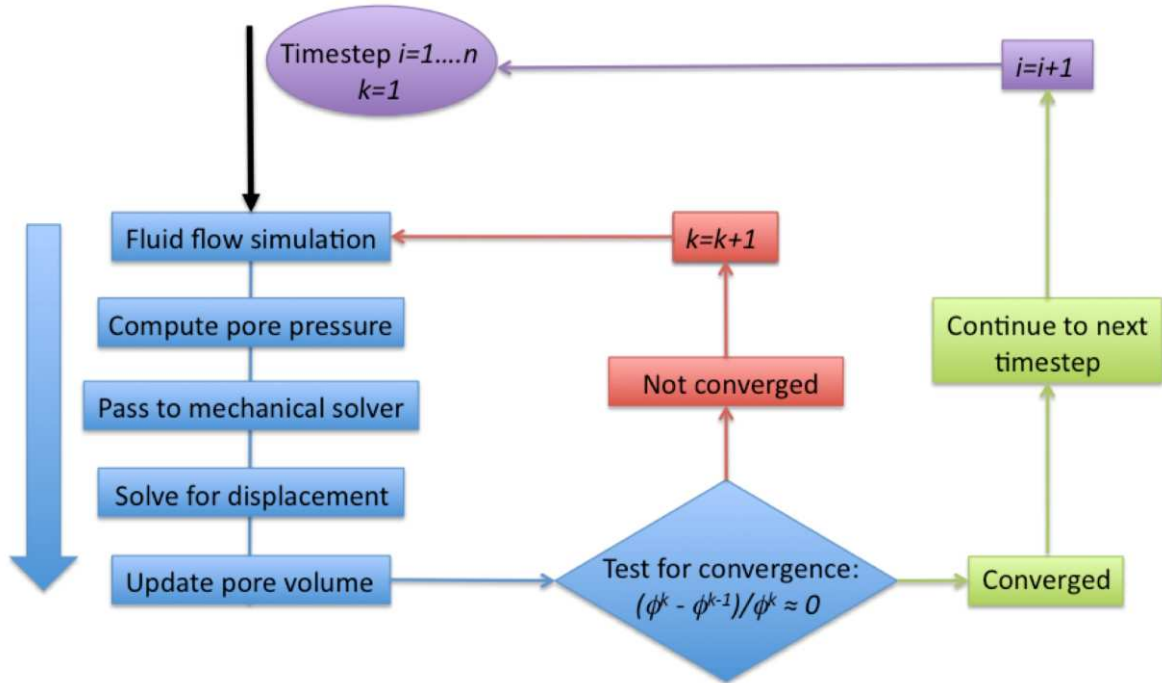 Timestep i=1....n
k=1
i=i+1
Fluid flow simulation
k=k+1
Compute pore pressure
Continue to next
timestep
Not converged
Pass to mechanical solver
Solve for displacement
Update pore volume
Test for convergence:
(ϕᵏ - ϕᵏ⁻¹)/ϕᵏ ≈ 0
Converged